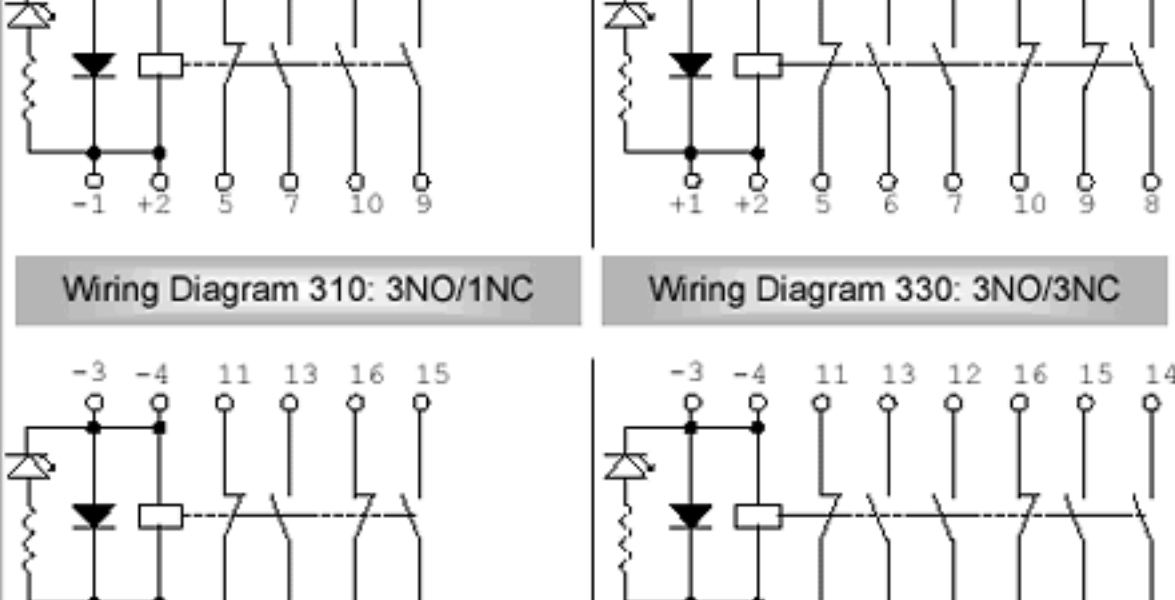 -1 +2 5 7 10 9
+1 +2 5 6 7 10 9 8
Wiring Diagram 310: 3NO/1NC
Wiring Diagram 330: 3NO/3NC
-3 -4 11 13 16 15
-3 -4 11 13 12 16 15 14